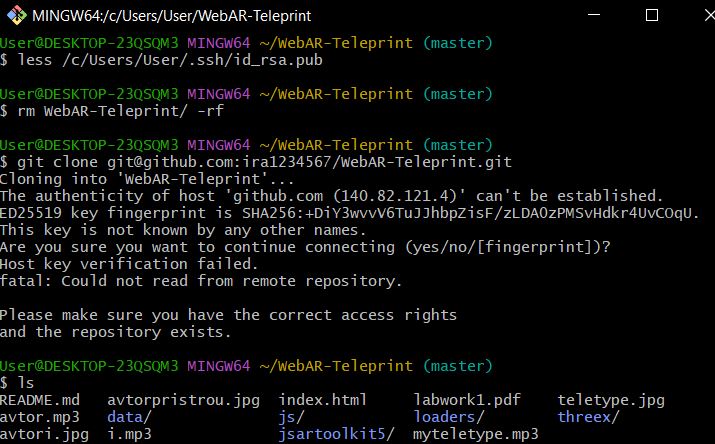 MINGW64:/c/Users/User/WebAR-Teleprint
User@DESKTOP-23QSQM3 MINGW64 ~/WebAR-Teleprint (master)
$ less /c/Users/User/.ssh/id_rsa.pub
User@DESKTOP-23QSQM3 MINGW64 ~/WebAR-Teleprint (master)
$ rm WebAR-Teleprint/ -rf
User@DESKTOP-23QSQM3 MINGW64 ~/WebAR-Teleprint (master)
$ git clone git@github.com:ira1234567/WebAR-Teleprint.git
Cloning into 'WebAR-Teleprint'...
The authenticity of host 'github.com (140.82.121.4)' can't be established.
ED25519 key fingerprint is SHA256:+DiY3wvvV6TuJJhbpZisF/zLDA0zPMSvHdkr4UvCOqU.
This key is not known by any other names.
Are you sure you want to continue connecting (yes/no/[fingerprint])?
Host key verification failed.
fatal: Could not read from remote repository.
Please make sure you have the correct access rights
and the repository exists.
User@DESKTOP-23QSQM3 MINGW64 ~/WebAR-Teleprint (master)
$ ls
README.md avtorpristrou.jpg index.html labwork1.pdf teletype.jpg
avtor.mp3 data/ js/ loaders/ threex/
avtori.jpg i.mp3 jsartoolkit5/ myteletype.mp3